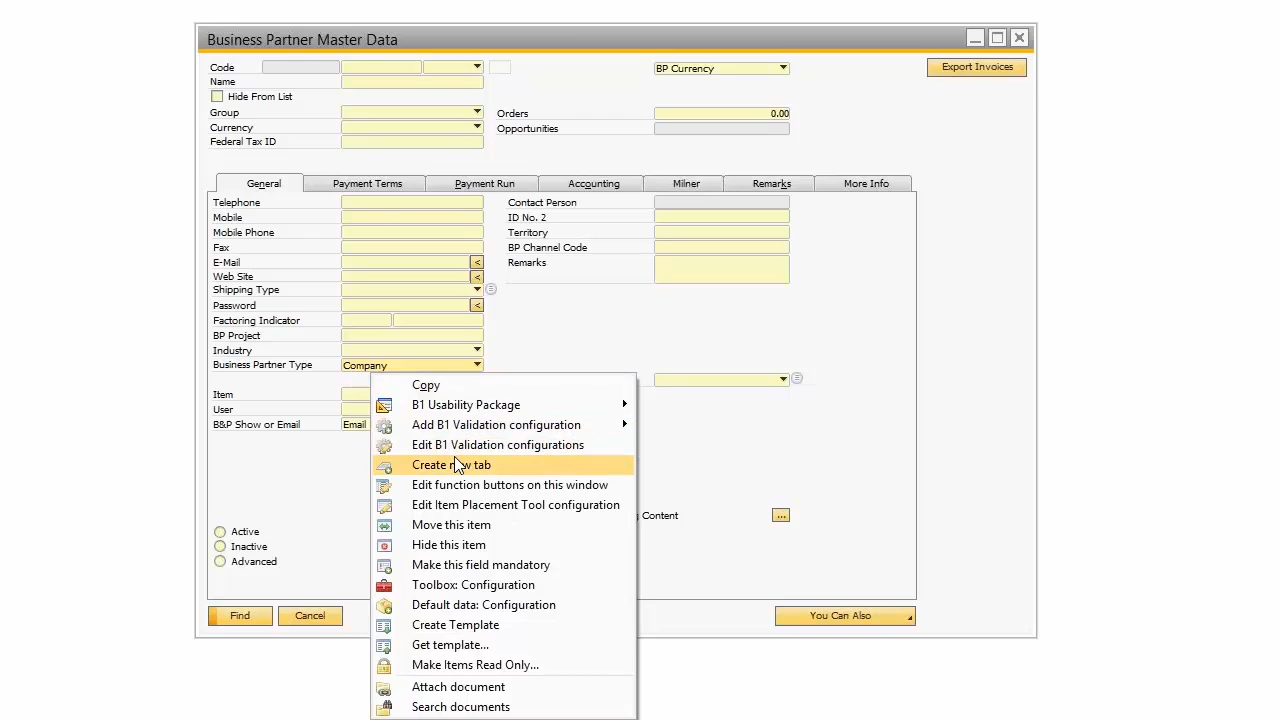 Business Partner Master Data
Code
BP Currency
Export Invoices
Name
Hide From List
Group
Orders
0.00
Currency
Opportunities
Federal Tax ID
General
Payment Terms
Payment Run
Accounting
Milner
Remarks
More Info
Telephone
Contact Person
Mobile
ID No. 2
Mobile Phone
Territory
Fax
BP Channel Code
E-Mail
<
Remarks
Web Site
<
Shipping Type
Password
<
Factoring Indicator
BP Project
Industry
Business Partner Type
Company
Item
User
B&P Show or Email
Email
Copy
B1 Usability Package
Add B1 Validation configuration
Edit B1 Validation configurations
Create new tab
Edit function buttons on this window
Edit Item Placement Tool configuration
Move this item
Hide this item
Make this field mandatory
Toolbox: Configuration
Default data: Configuration
Create Template
Get template...
Make Items Read Only...
Attach document
Search documents
Content
...
Active
Inactive
Advanced
Find
Cancel
You Can Also